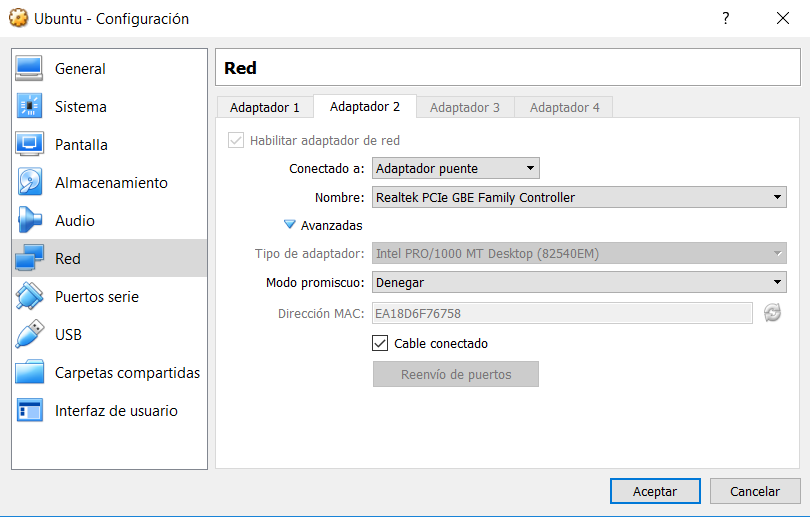 Ubuntu - Configuración
?
General
Sistema
Pantalla
Almacenamiento
Audio
Red
Puertos serie
USB
Carpetas compartidas
Interfaz de usuario
Red
Adaptador 1 Adaptador 2 Adaptador 3 Adaptador 4
Habilitar adaptador de red
Conectado a: Adaptador puente
Nombre: Realtek PCIe GBE Family Controller
Avanzadas
Tipo de adaptador: Intel PRO/1000 MT Desktop (82540EM)
Modo promiscuo: Denegar
Dirección MAC: EA18D6F76758
Cable conectado
Reenvío de puertos
Aceptar Cancelar